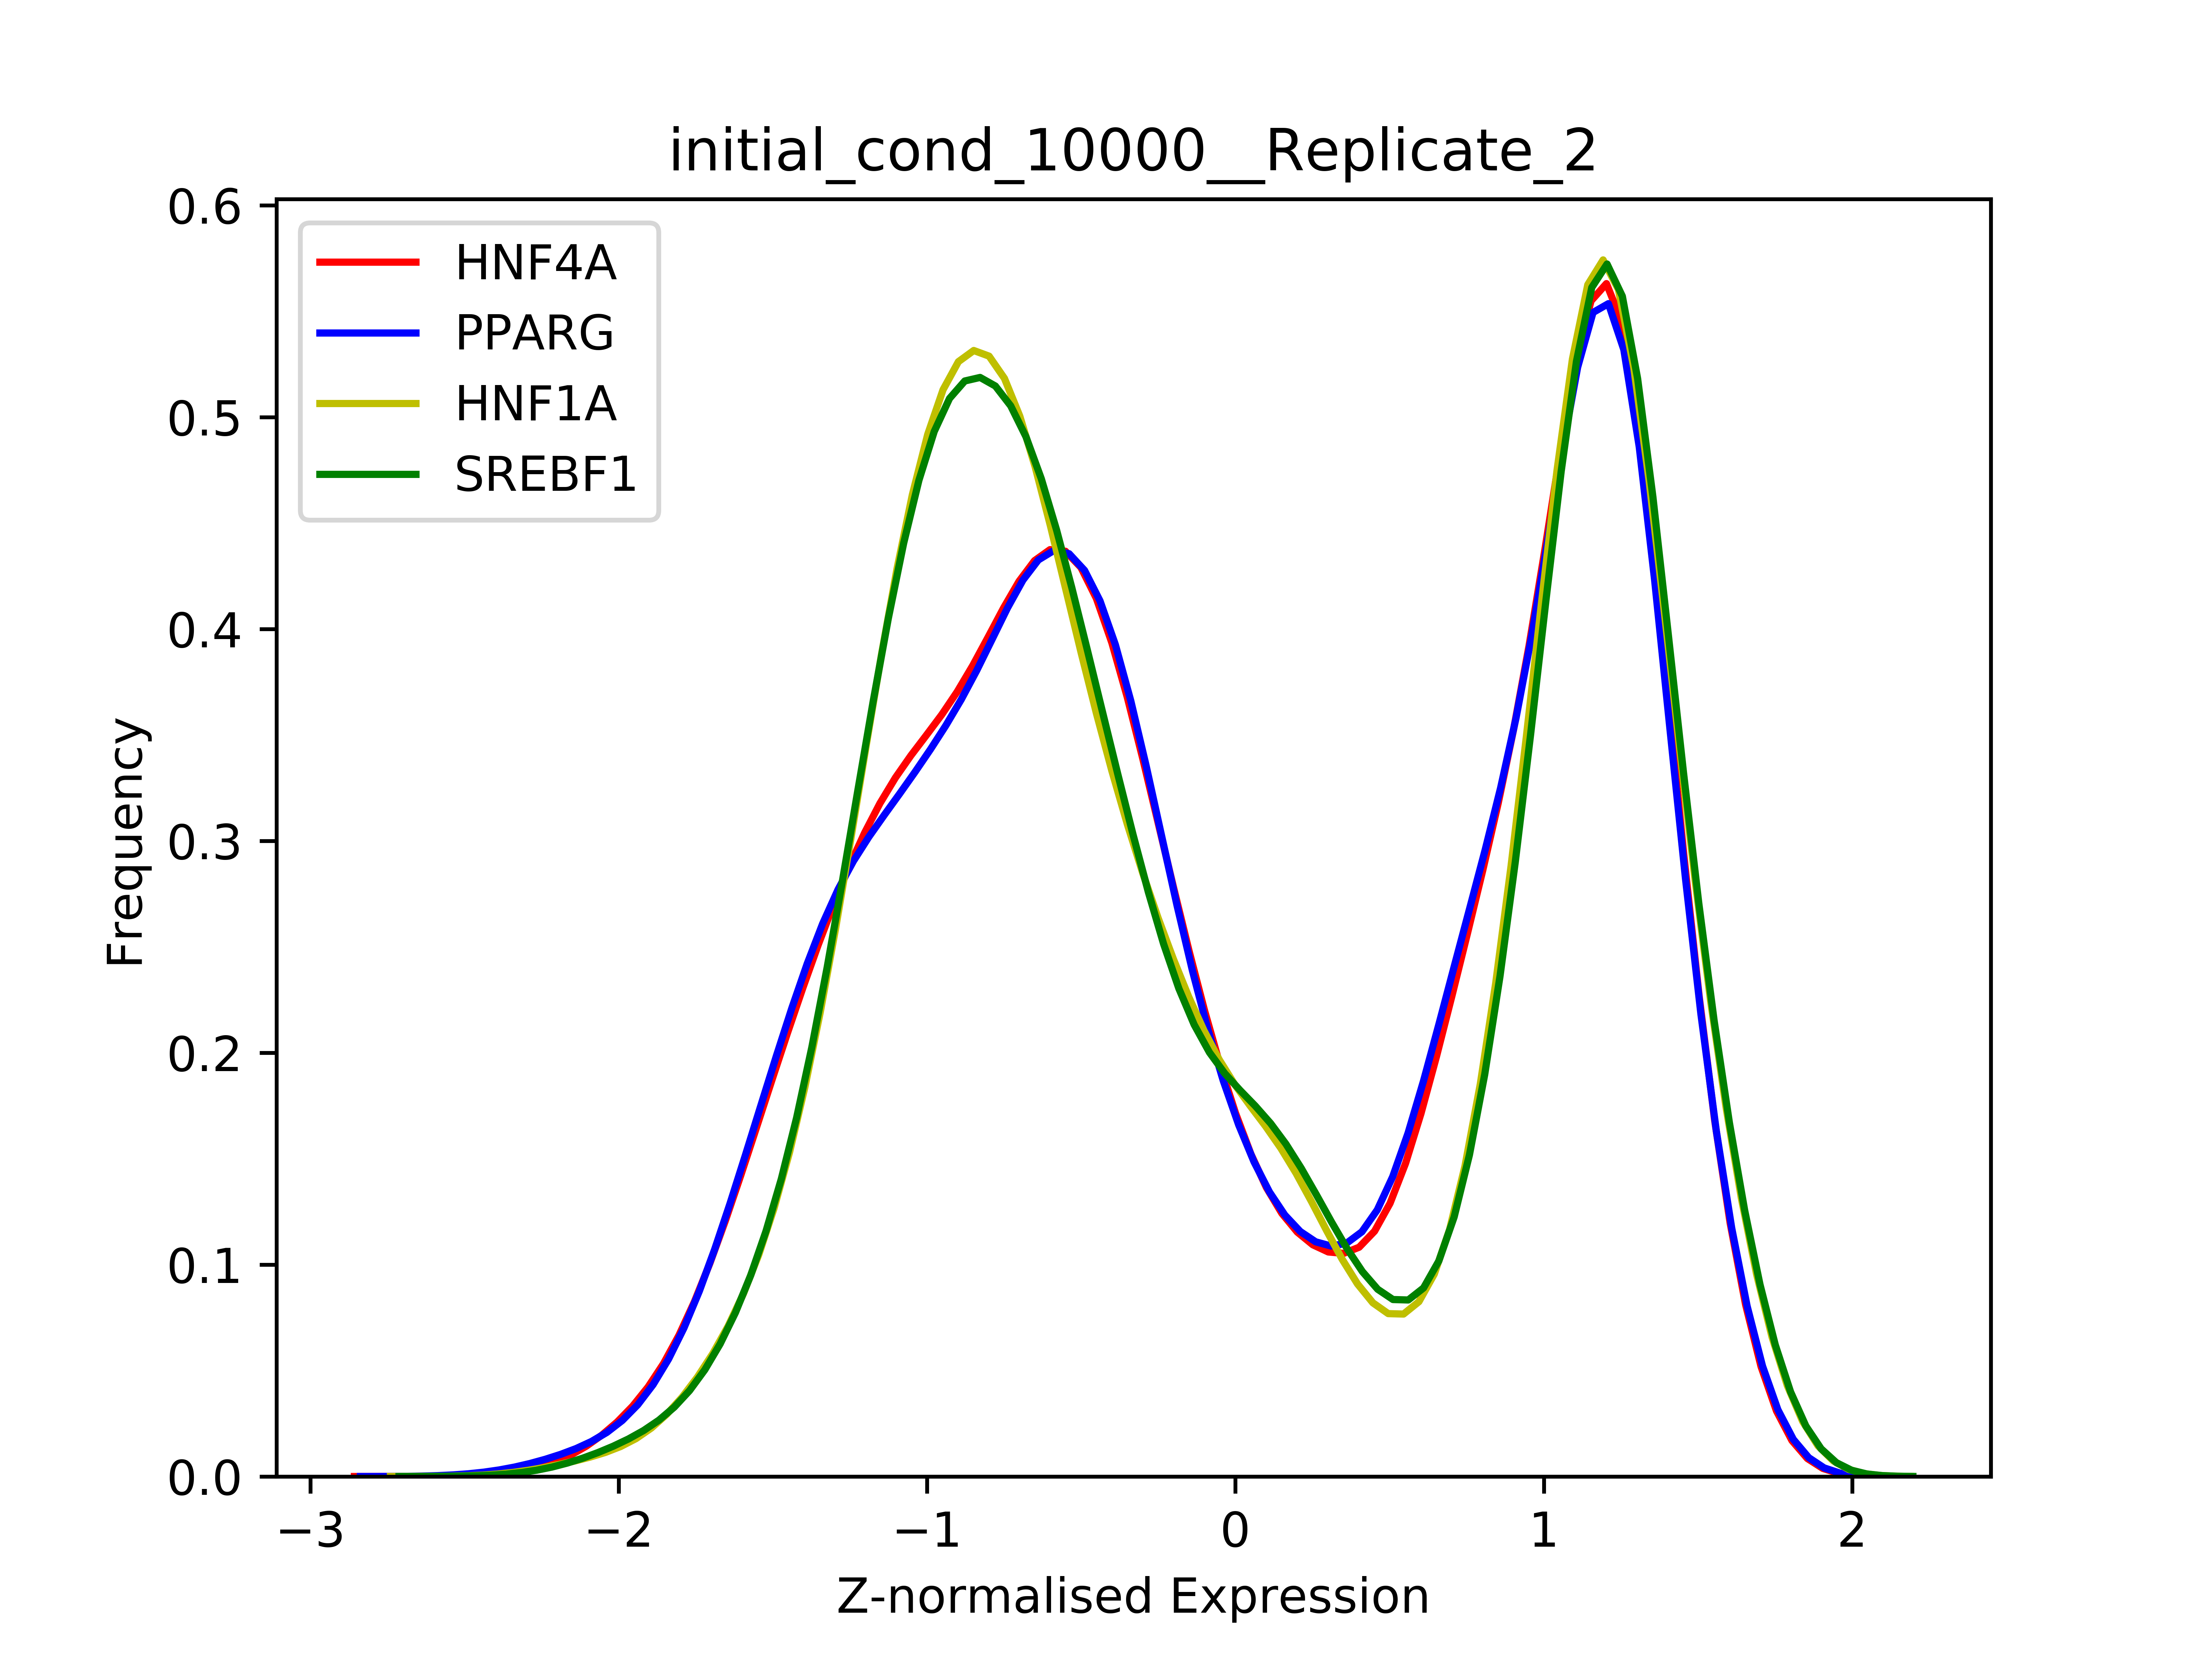 initial_cond_10000__Replicate_2
0.6
0.5
0.4
0.3
0.2
0.1
0.0
Frequency
HNF4A
PPARG
HNF1A
SREBF1
−3 −2 −1 0 1 2
Z-normalised Expression